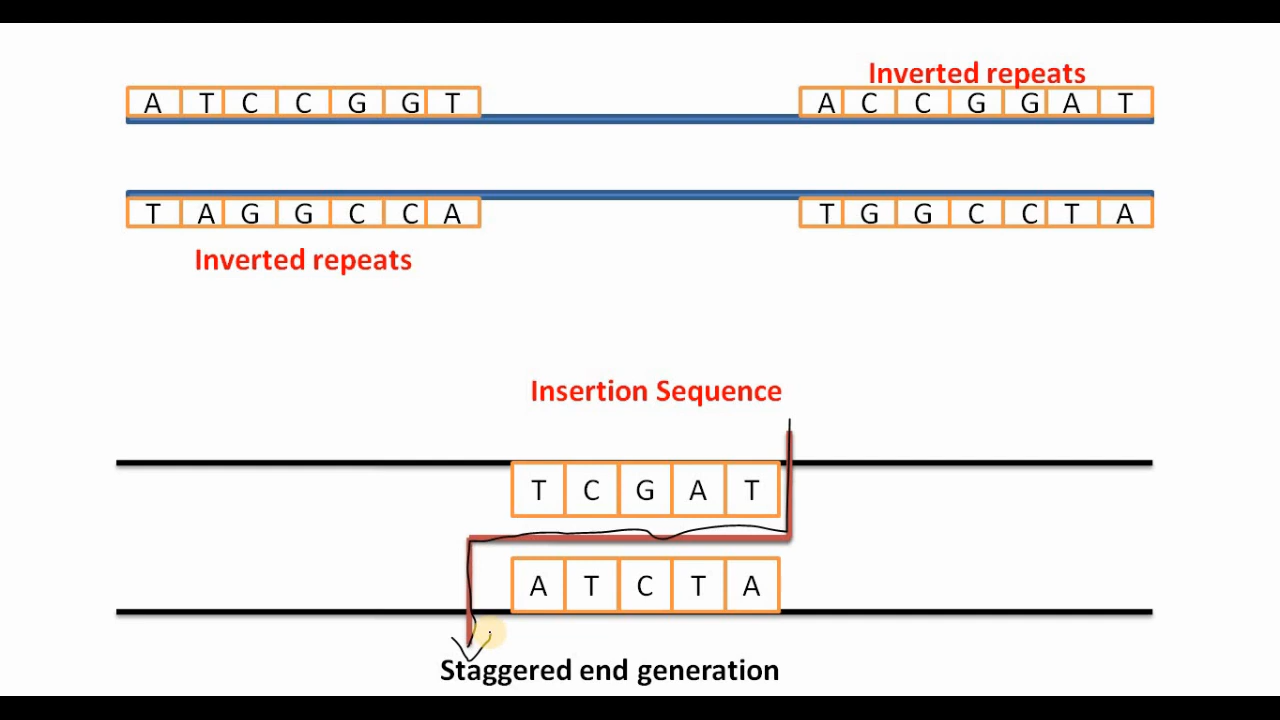 Inverted repeats
A T C C G G T A C C G G A T
T A G G C C A T G G C C T A
Inverted repeats
Insertion Sequence
T C G A T
A T C T A
Staggered end generation